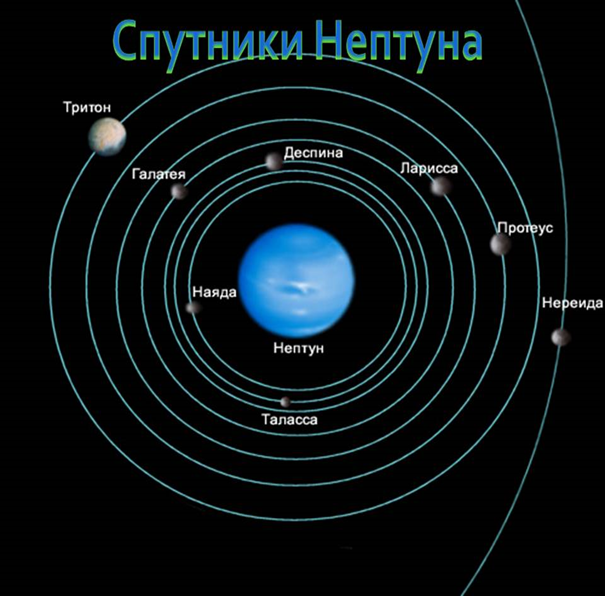 Спутники Нептуна
Тритон
Деспина
Галатея
Ларисса
Протеус
Наяда
Нереида
Нептун
Таласса